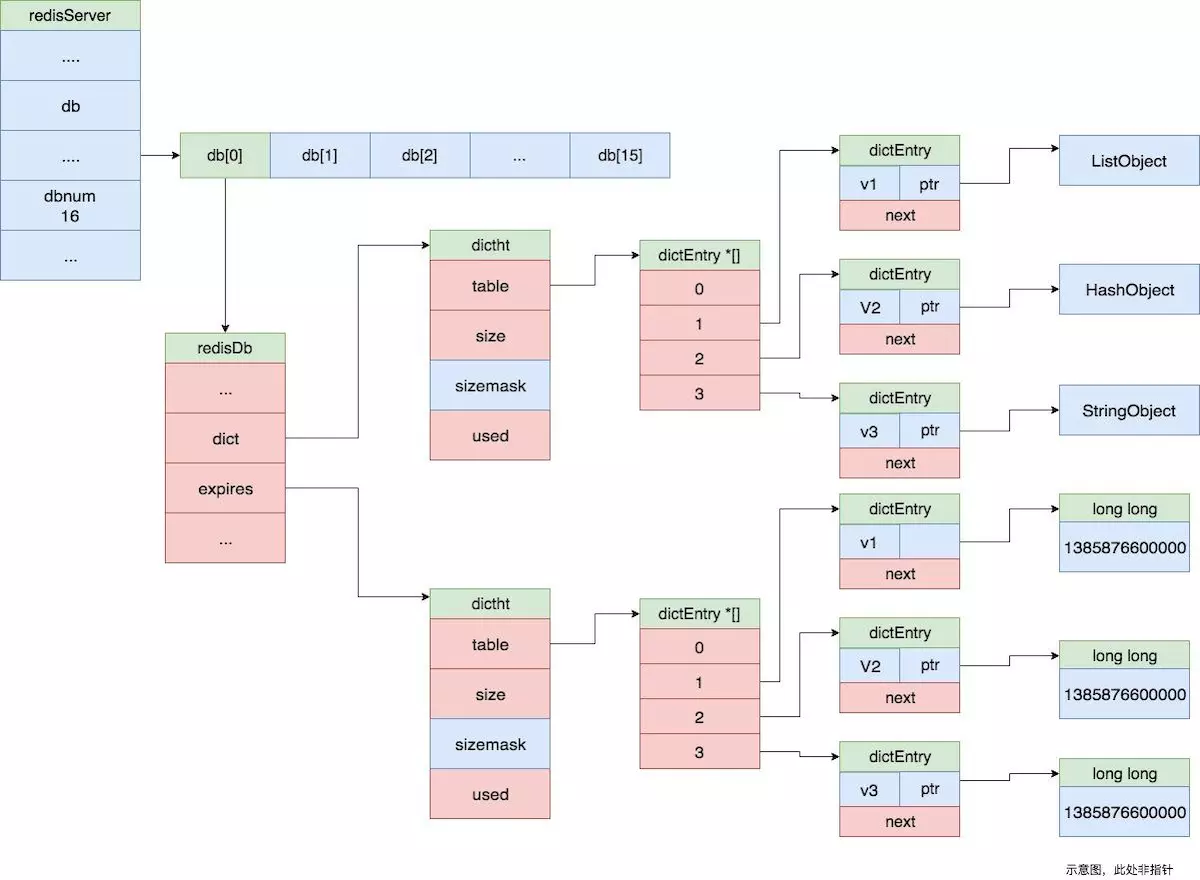 redisServer
....
db
....
dbnum
16
...
db[0]
db[1]
db[2]
...
db[15]
redisDb
...
dict
expires
...
dictht
table
size
sizemask
used
dictEntry *[]
0
1
2
3
dictEntry
v1
ptr
next
ListObject
dictEntry
V2
ptr
next
HashObject
dictEntry
v3
ptr
next
StringObject
dictht
table
size
sizemask
used
dictEntry *[]
0
1
2
3
dictEntry
v1
next
long long
1385876600000
dictEntry
V2
ptr
next
long long
1385876600000
dictEntry
v3
ptr
next
long long
1385876600000
示意图，此处非指针